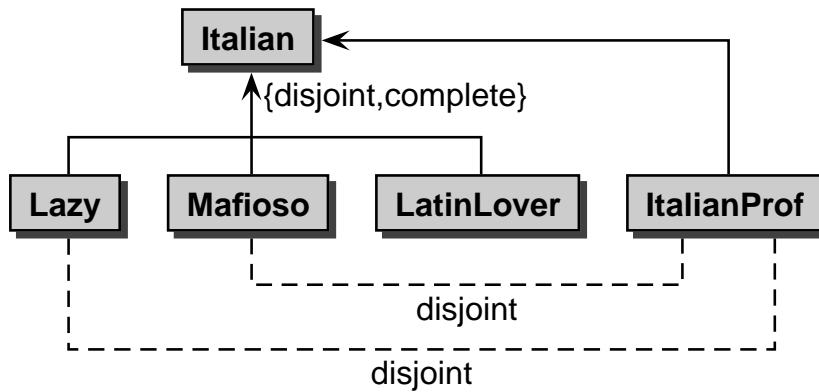 Italian
{disjoint,complete}
Lazy
Mafioso
LatinLover
ItalianProf
disjoint
disjoint